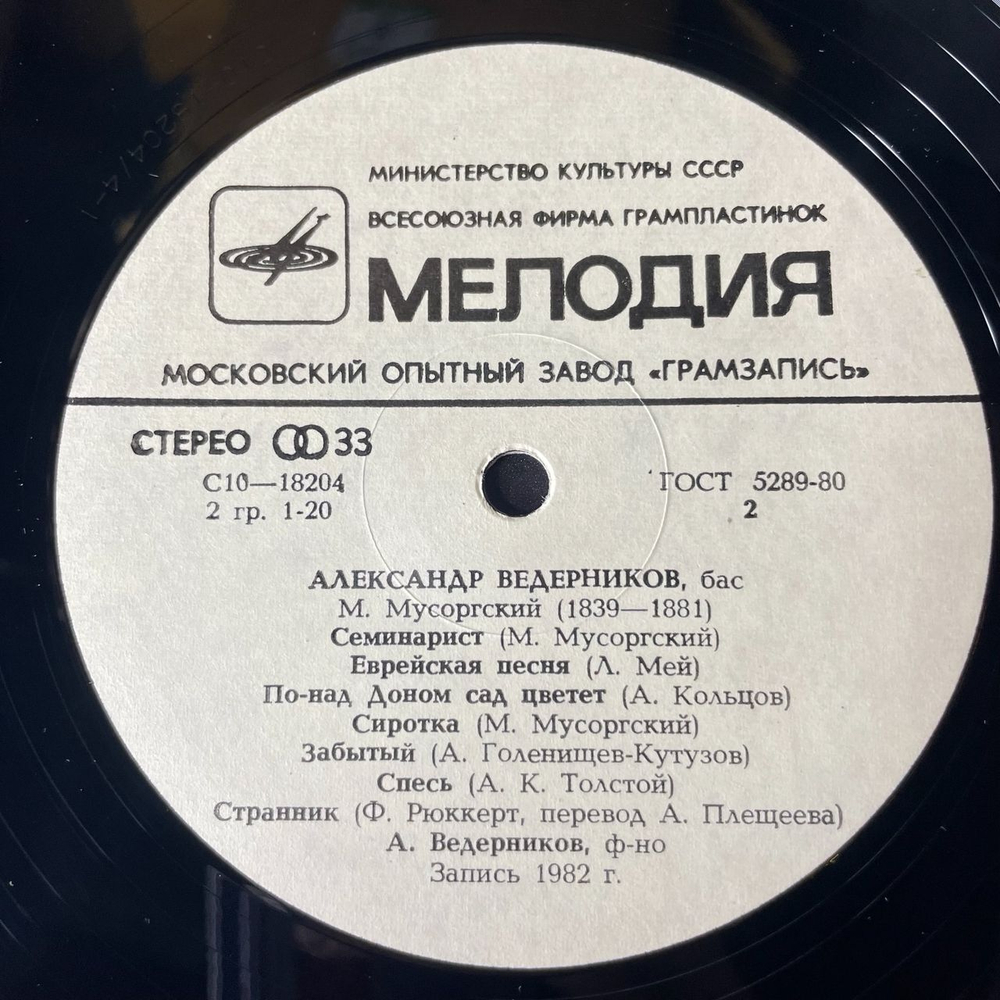 МИНИСТЕРСТВО КУЛЬТУРЫ СССР
ВСЕСОЮЗНАЯ ФИРМА ГРАМПЛАСТИНОК
МЕЛОДИЯ
МОСКОВСКИЙ ОПЫТНЫЙ ЗАВОД «ГРАМЗАПИСЬ»
СТЕРЕО 33
С10—18204 ГОСТ 5289-80
2 гр. 1-20 2
АЛЕКСАНДР ВЕДЕРНИКОВ, бас
М. Мусоргский (1839—1881)
Семинарист (М. Мусоргский)
Еврейская песня (Л. Мей)
По-над Доном сад цветет (А. Кольцов)
Сиротка (М. Мусоргский)
Забытый (А. Голенищев-Кутузов)
Спесь (А. К. Толстой)
Странник (Ф. Рюккерт, перевод А. Плещеева)
А. Ведерников, ф-но
Запись 1982 г.